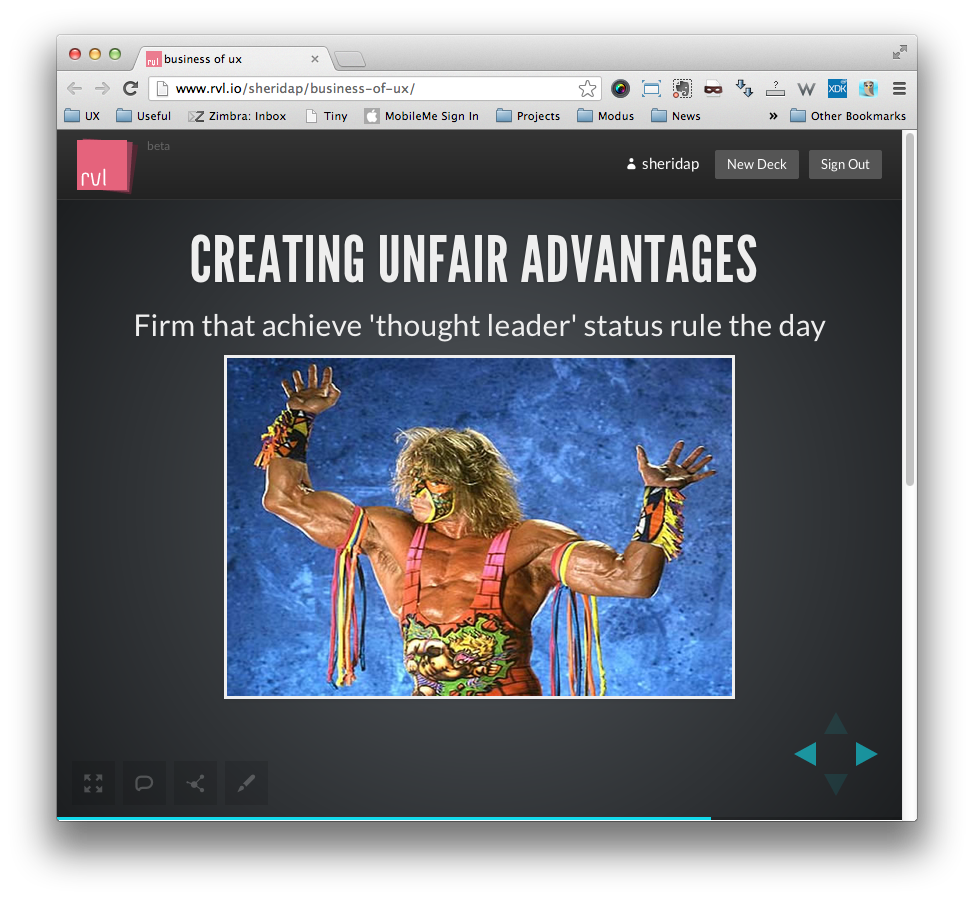 business of ux
www.rvl.io/sheridap/business-of-ux/
?
W
XDK
UX
Useful
Z
Zimbra: Inbox
Tiny
MobileMe Sign In
Projects
Modus
News
»
Other Bookmarks
rvl
beta
sheridap
New Deck
Sign Out
CREATING UNFAIR ADVANTAGES
Firm that achieve 'thought leader' status rule the day